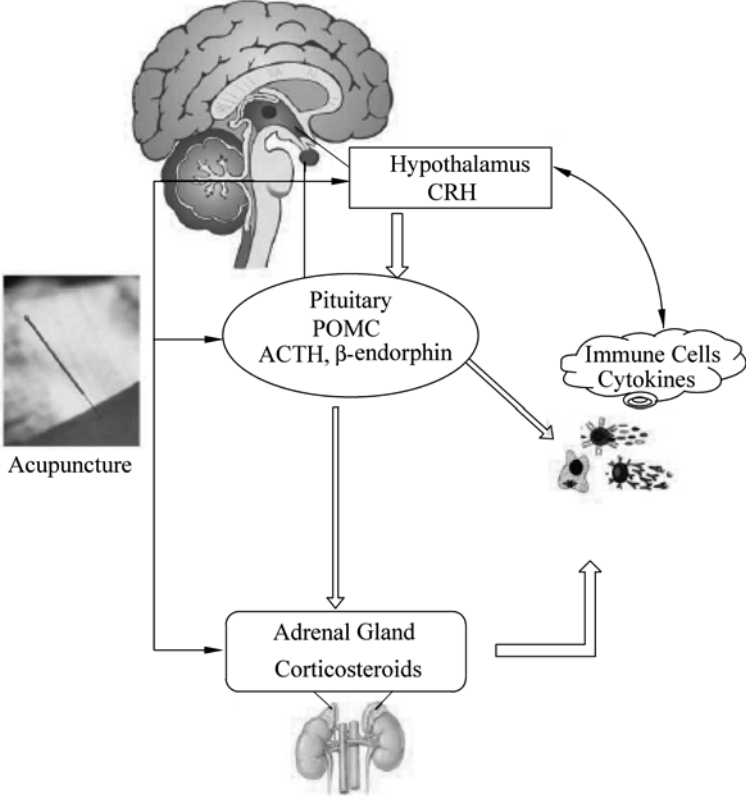 Hypothalamus
CRH
Pituitary
POMC
ACTH, β-endorphin
Immune Cells
Cytokines
Acupuncture
Adrenal Gland
Corticosteroids